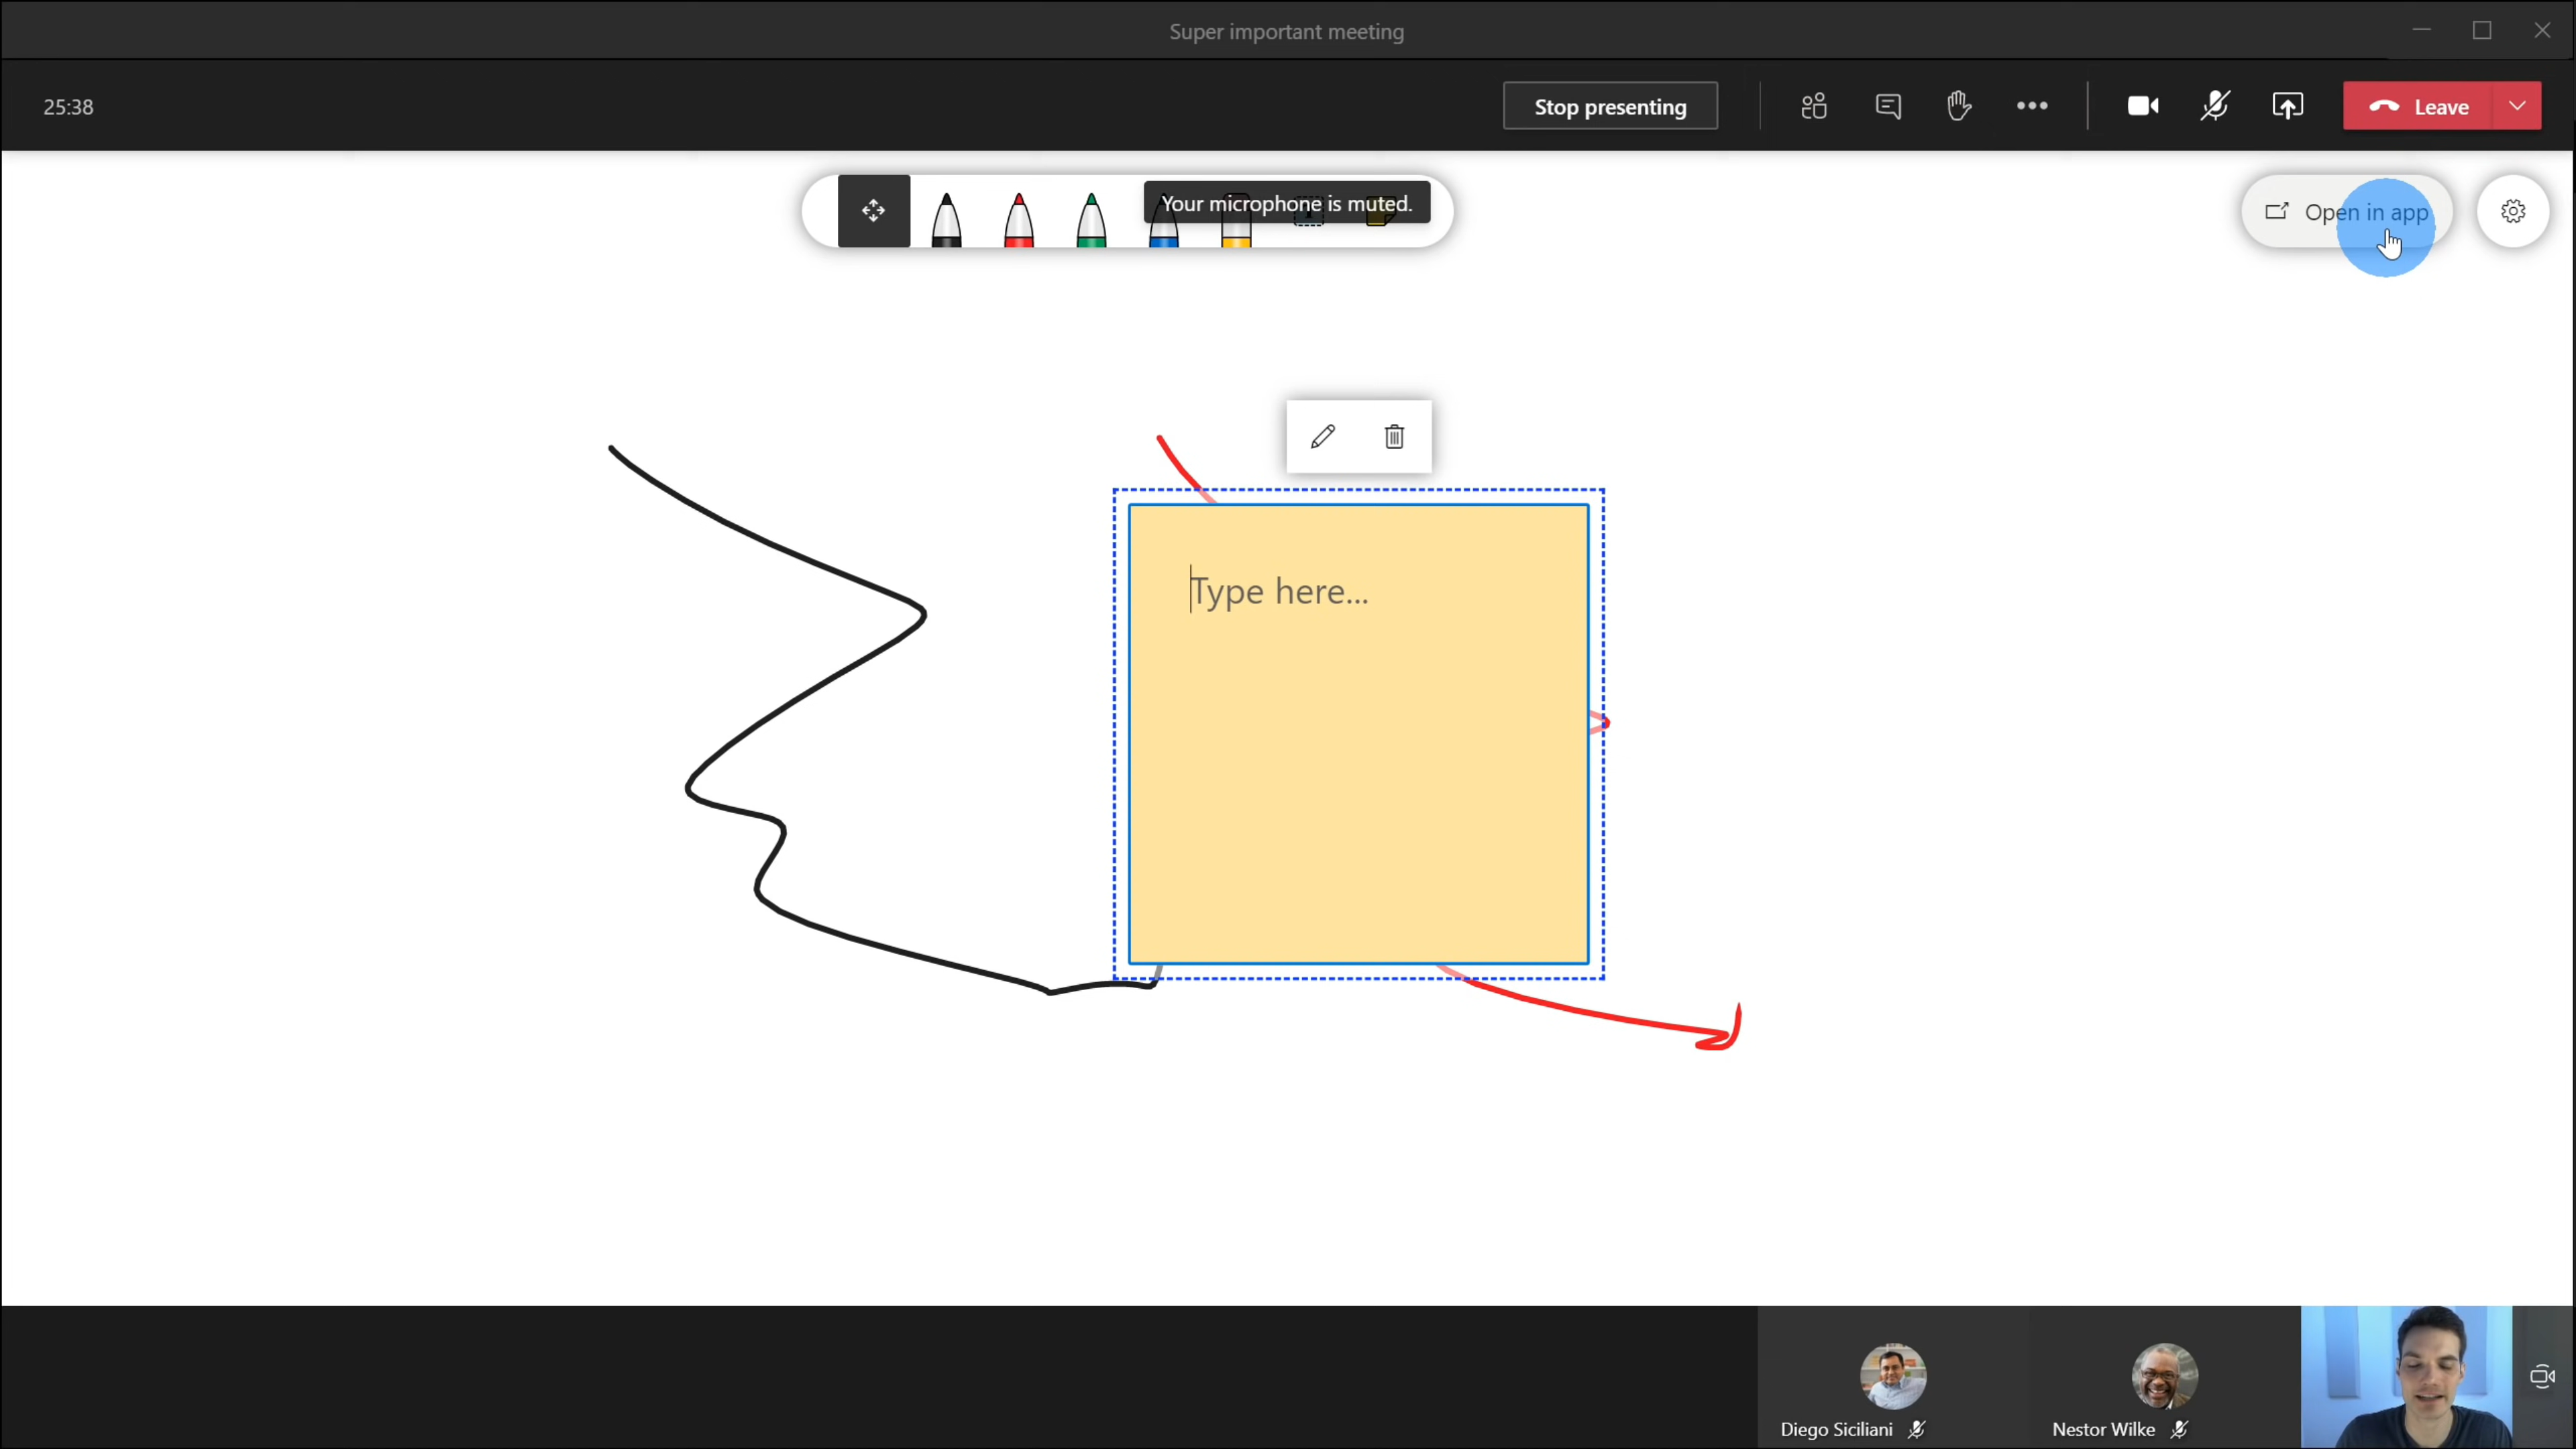 Super important meeting
25:38
Stop presenting
Leave
Your microphone is muted.
Open in app
Type here...
Diego Siciliani
Nestor Wilke